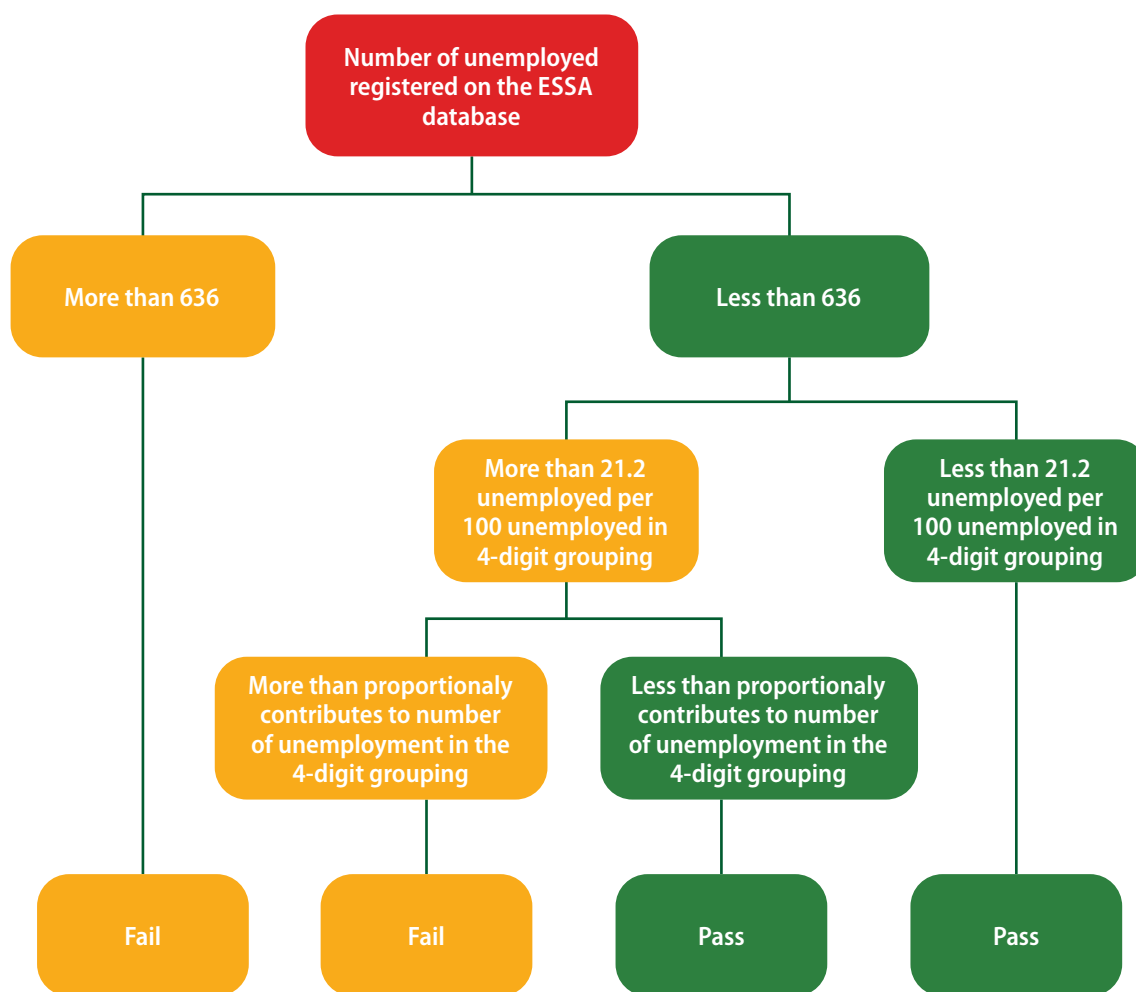 Number of unemployed
registered on the ESSA
database
More than 636
Less than 636
More than 21.2
unemployed per
100 unemployed in
4-digit grouping
Less than 21.2
unemployed per
100 unemployed in
4-digit grouping
More than proportionaly
contributes to number
of unemployment in the
4-digit grouping
Less than proportionaly
contributes to number
of unemployment in the
4-digit grouping
Fail
Fail
Pass
Pass